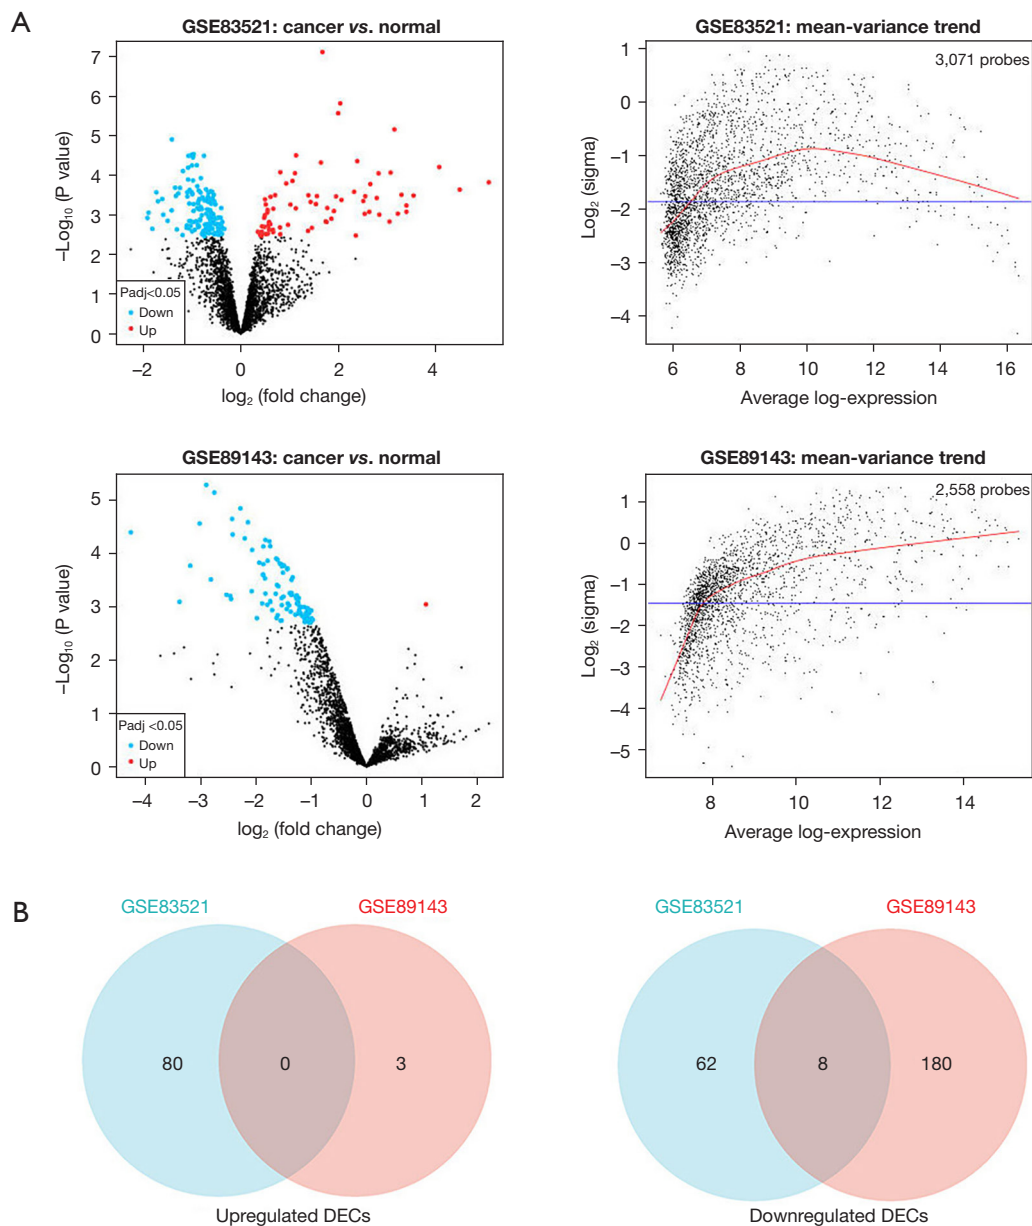 A
GSE83521: cancer vs. normal
7
6
5
4
3
2
1
0
–Log₁₀ (P value)
Padj<0.05
Down
Up
–2 0 2 4
log₂ (fold change)
GSE83521: mean-variance trend
3,071 probes
1
0
–1
–2
–3
–4
Log₂ (sigma)
6 8 10 12 14 16
Average log-expression
GSE89143: cancer vs. normal
5
4
3
2
1
0
–Log₁₀ (P value)
Padj <0.05
Down
Up
–4 –3 –2 –1 0 1 2
log₂ (fold change)
GSE89143: mean-variance trend
2,558 probes
1
0
–1
–2
–3
–4
–5
Log₂ (sigma)
8 10 12 14
Average log-expression
B
GSE83521 GSE89143
80 0 3
Upregulated DECs
GSE83521 GSE89143
62 8 180
Downregulated DECs